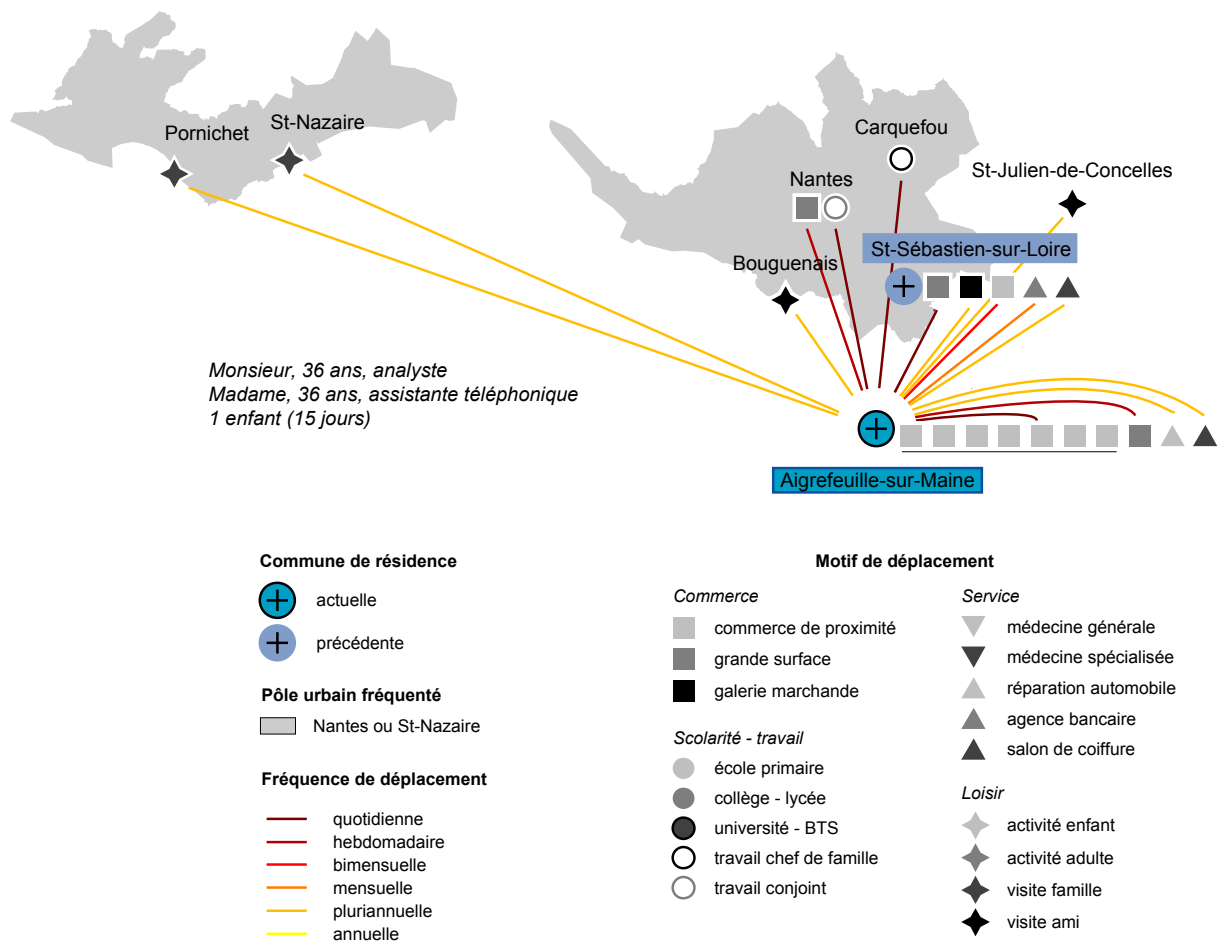 Pornichet
St-Nazaire
Carquefou
St-Julien-de-Concelles
Nantes
St-Sébastien-sur-Loire
Bouguenais
Monsieur, 36 ans, analyste
Madame, 36 ans, assistante téléphonique
1 enfant (15 jours)
Aigrefeuille-sur-Maine
Commune de résidence
actuelle
précédente
Pôle urbain fréquenté
Nantes ou St-Nazaire
Fréquence de déplacement
quotidienne
hebdomadaire
bimensuelle
mensuelle
pluriannuelle
annuelle
Motif de déplacement
Commerce
commerce de proximité
grande surface
galerie marchande
Scolarité - travail
école primaire
collège - lycée
université - BTS
travail chef de famille
travail conjoint
Service
médecine générale
médecine spécialisée
réparation automobile
agence bancaire
salon de coiffure
Loisir
activité enfant
activité adulte
visite famille
visite ami